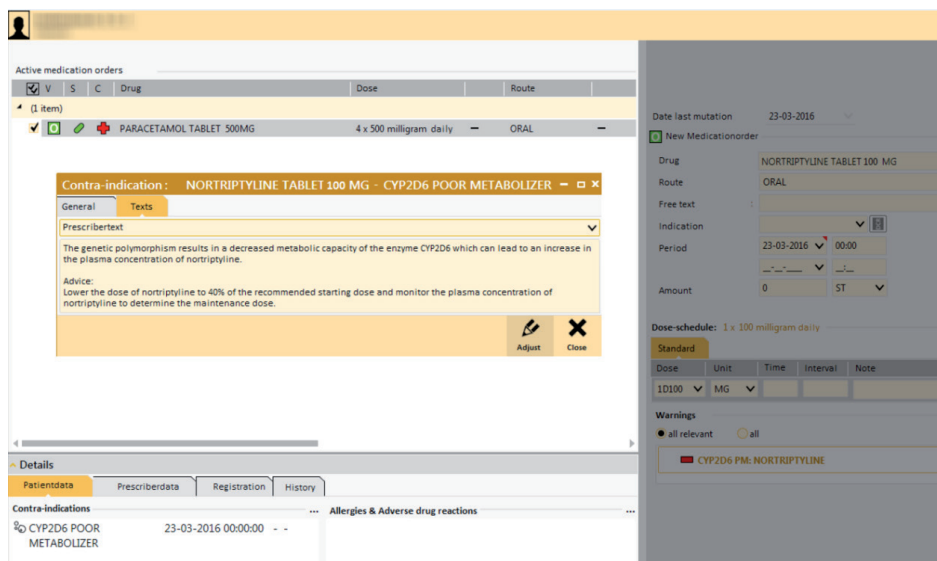 Active medication orders
V S C Drug Dose Route
(1 item)
PARACETAMOL TABLET 500MG 4 x 500 milligram daily – ORAL –
Contra-indication: NORTRIPTYLINE TABLET 100 MG - CYP2D6 POOR METABOLIZER
General Texts
Prescribertext
The genetic polymorphism results in a decreased metabolic capacity of the enzyme CYP2D6 which can lead to an increase in
the plasma concentration of nortriptyline.
Advice:
Lower the dose of nortriptyline to 40% of the recommended starting dose and monitor the plasma concentration of
nortriptyline to determine the maintenance dose.
Adjust Close
Details
Patientdata Prescriberdata Registration History
Contra-indications ... Allergies & Adverse drug reactions ...
CYP2D6 POOR 23-03-2016 00:00:00 - -
METABOLIZER
Date last mutation 23-03-2016
New Medicationorder
Drug NORTRIPTYLINE TABLET 100 MG
Route ORAL
Free text :
Indication
Period 23-03-2016 00:00
__-__-____ __:__
Amount 0 ST
Dose-schedule: 1 x 100 milligram daily
Standard
Dose Unit Time Interval Note
1D100 MG
Warnings
all relevant all
CYP2D6 PM: NORTRIPTYLINE